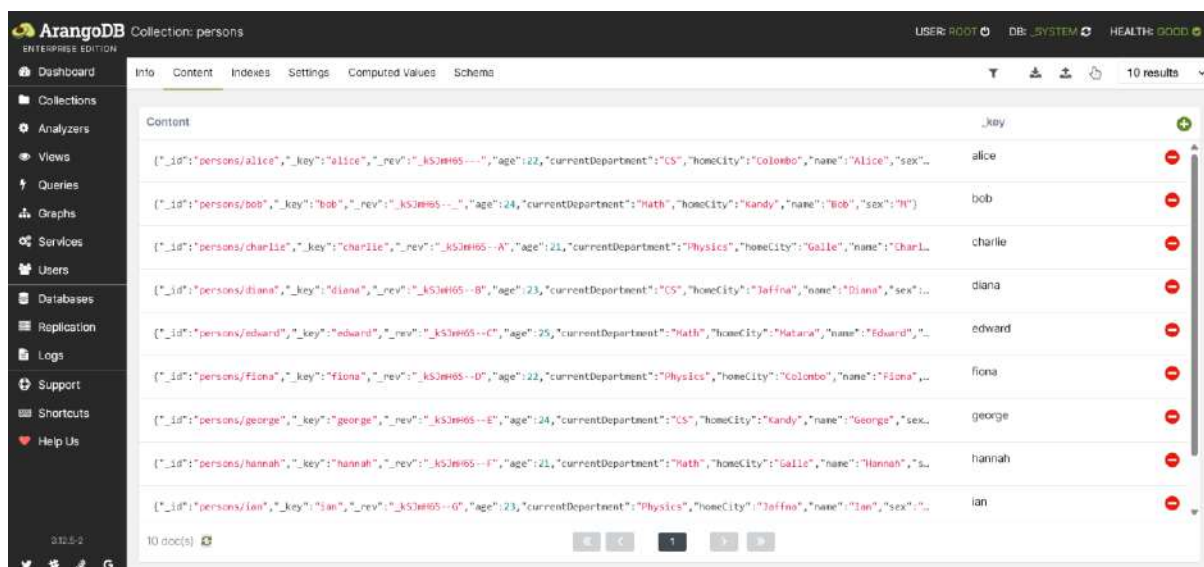 ArangoDB Collection: persons USER: ROOT DB: _SYSTEM HEALTH: GOOD
ENTERPRISE EDITION
Dashboard
Collections
Analyzers
Views
Queries
Graphs
Services
Users
Databases
Replication
Logs
Support
Shortcuts
Help Us
3.12.5-2
Info Content Indexes Settings Computed Values Schema 10 results
Content _key
{"_id":"persons/alice","_key":"alice","_rev":"_kSJmH6S---","age":22,"currentDepartment":"CS","homeCity":"Colombo","name":"Alice","sex"… alice
{"_id":"persons/bob","_key":"bob","_rev":"_kSJmH6S--_","age":24,"currentDepartment":"Math","homeCity":"Kandy","name":"Bob","sex":"M"} bob
{"_id":"persons/charlie","_key":"charlie","_rev":"_kSJmH6S--A","age":21,"currentDepartment":"Physics","homeCity":"Galle","name":"Charl… charlie
{"_id":"persons/diana","_key":"diana","_rev":"_kSJmH6S--B","age":23,"currentDepartment":"CS","homeCity":"Jaffna","name":"Diana","sex":… diana
{"_id":"persons/edward","_key":"edward","_rev":"_kSJmH6S--C","age":25,"currentDepartment":"Math","homeCity":"Matara","name":"Edward","… edward
{"_id":"persons/fiona","_key":"fiona","_rev":"_kSJmH6S--D","age":22,"currentDepartment":"Physics","homeCity":"Colombo","name":"Fiona",… fiona
{"_id":"persons/george","_key":"george","_rev":"_kSJmH6S--E","age":24,"currentDepartment":"CS","homeCity":"Kandy","name":"George","sex… george
{"_id":"persons/hannah","_key":"hannah","_rev":"_kSJmH6S--F","age":21,"currentDepartment":"Math","homeCity":"Galle","name":"Hannah","s… hannah
{"_id":"persons/ian","_key":"ian","_rev":"_kSJmH6S--G","age":23,"currentDepartment":"Physics","homeCity":"Jaffna","name":"Ian","sex":"… ian
10 doc(s) 1